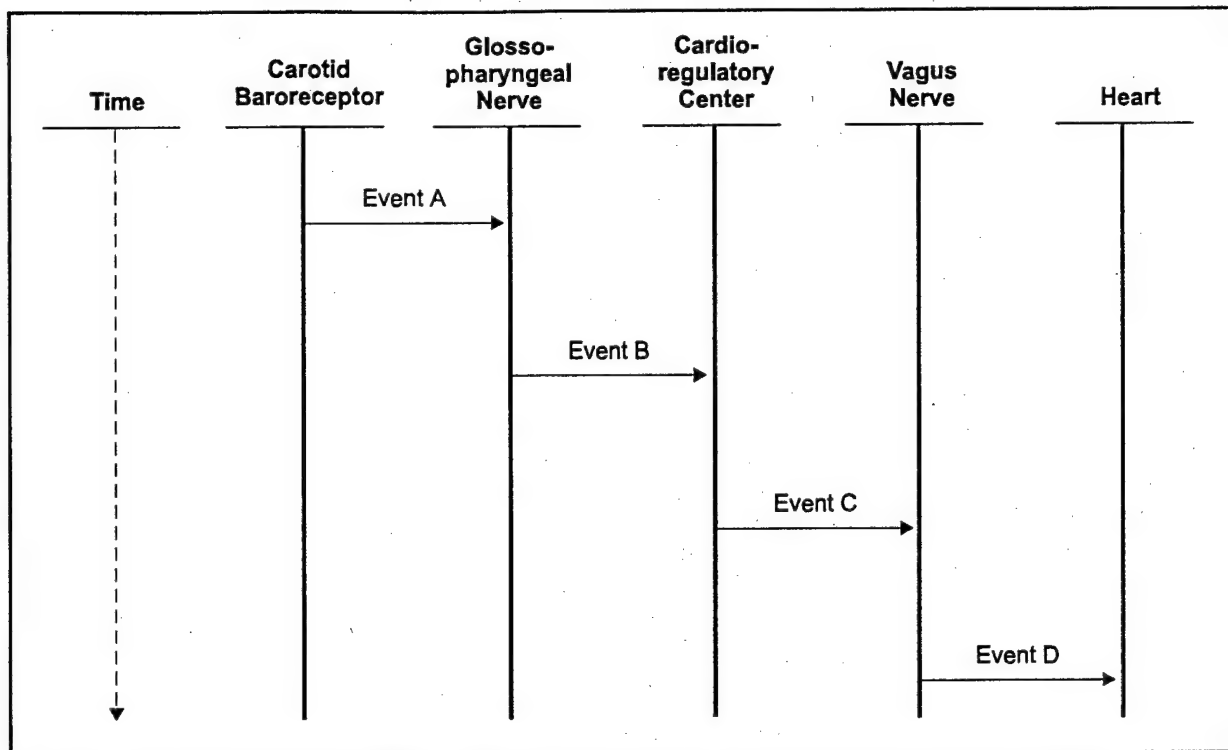 Time
Carotid
Baroreceptor
Glosso-
pharyngeal
Nerve
Cardio-
regulatory
Center
Vagus
Nerve
Heart
Event A
Event B
Event C
Event D